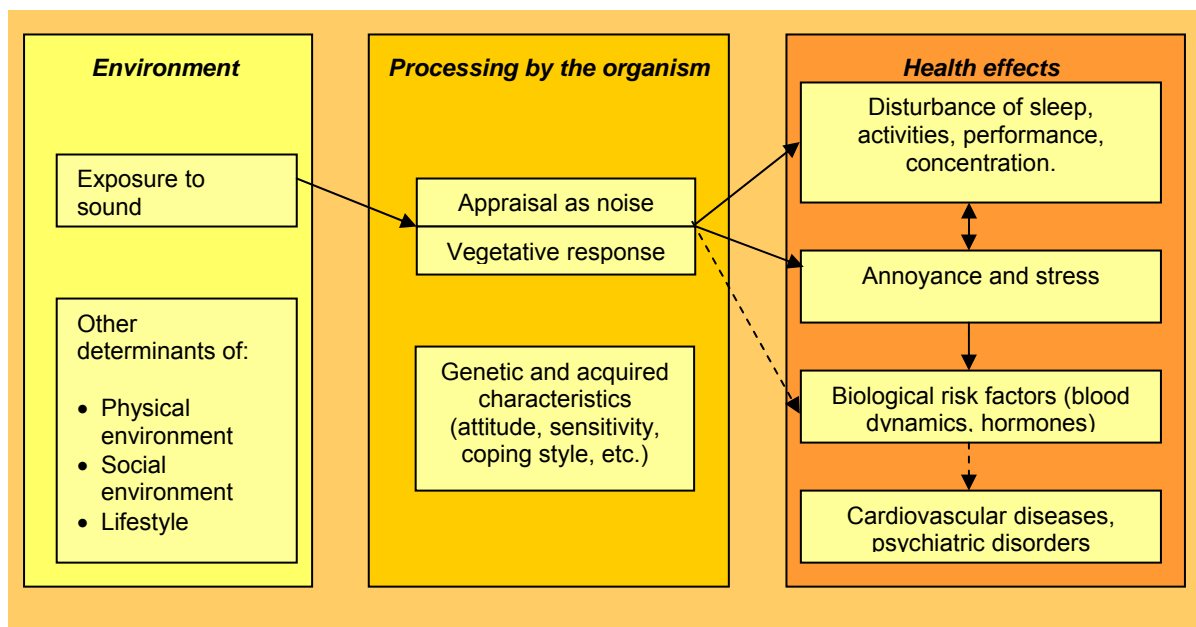 Environment
Exposure to
sound
Other
determinants of:
• Physical
environment
• Social
environment
• Lifestyle
Processing by the organism
Appraisal as noise
Vegetative response
Genetic and acquired
characteristics
(attitude, sensitivity,
coping style, etc.)
Health effects
Disturbance of sleep,
activities, performance,
concentration.
Annoyance and stress
Biological risk factors (blood
dynamics, hormones)
Cardiovascular diseases,
psychiatric disorders